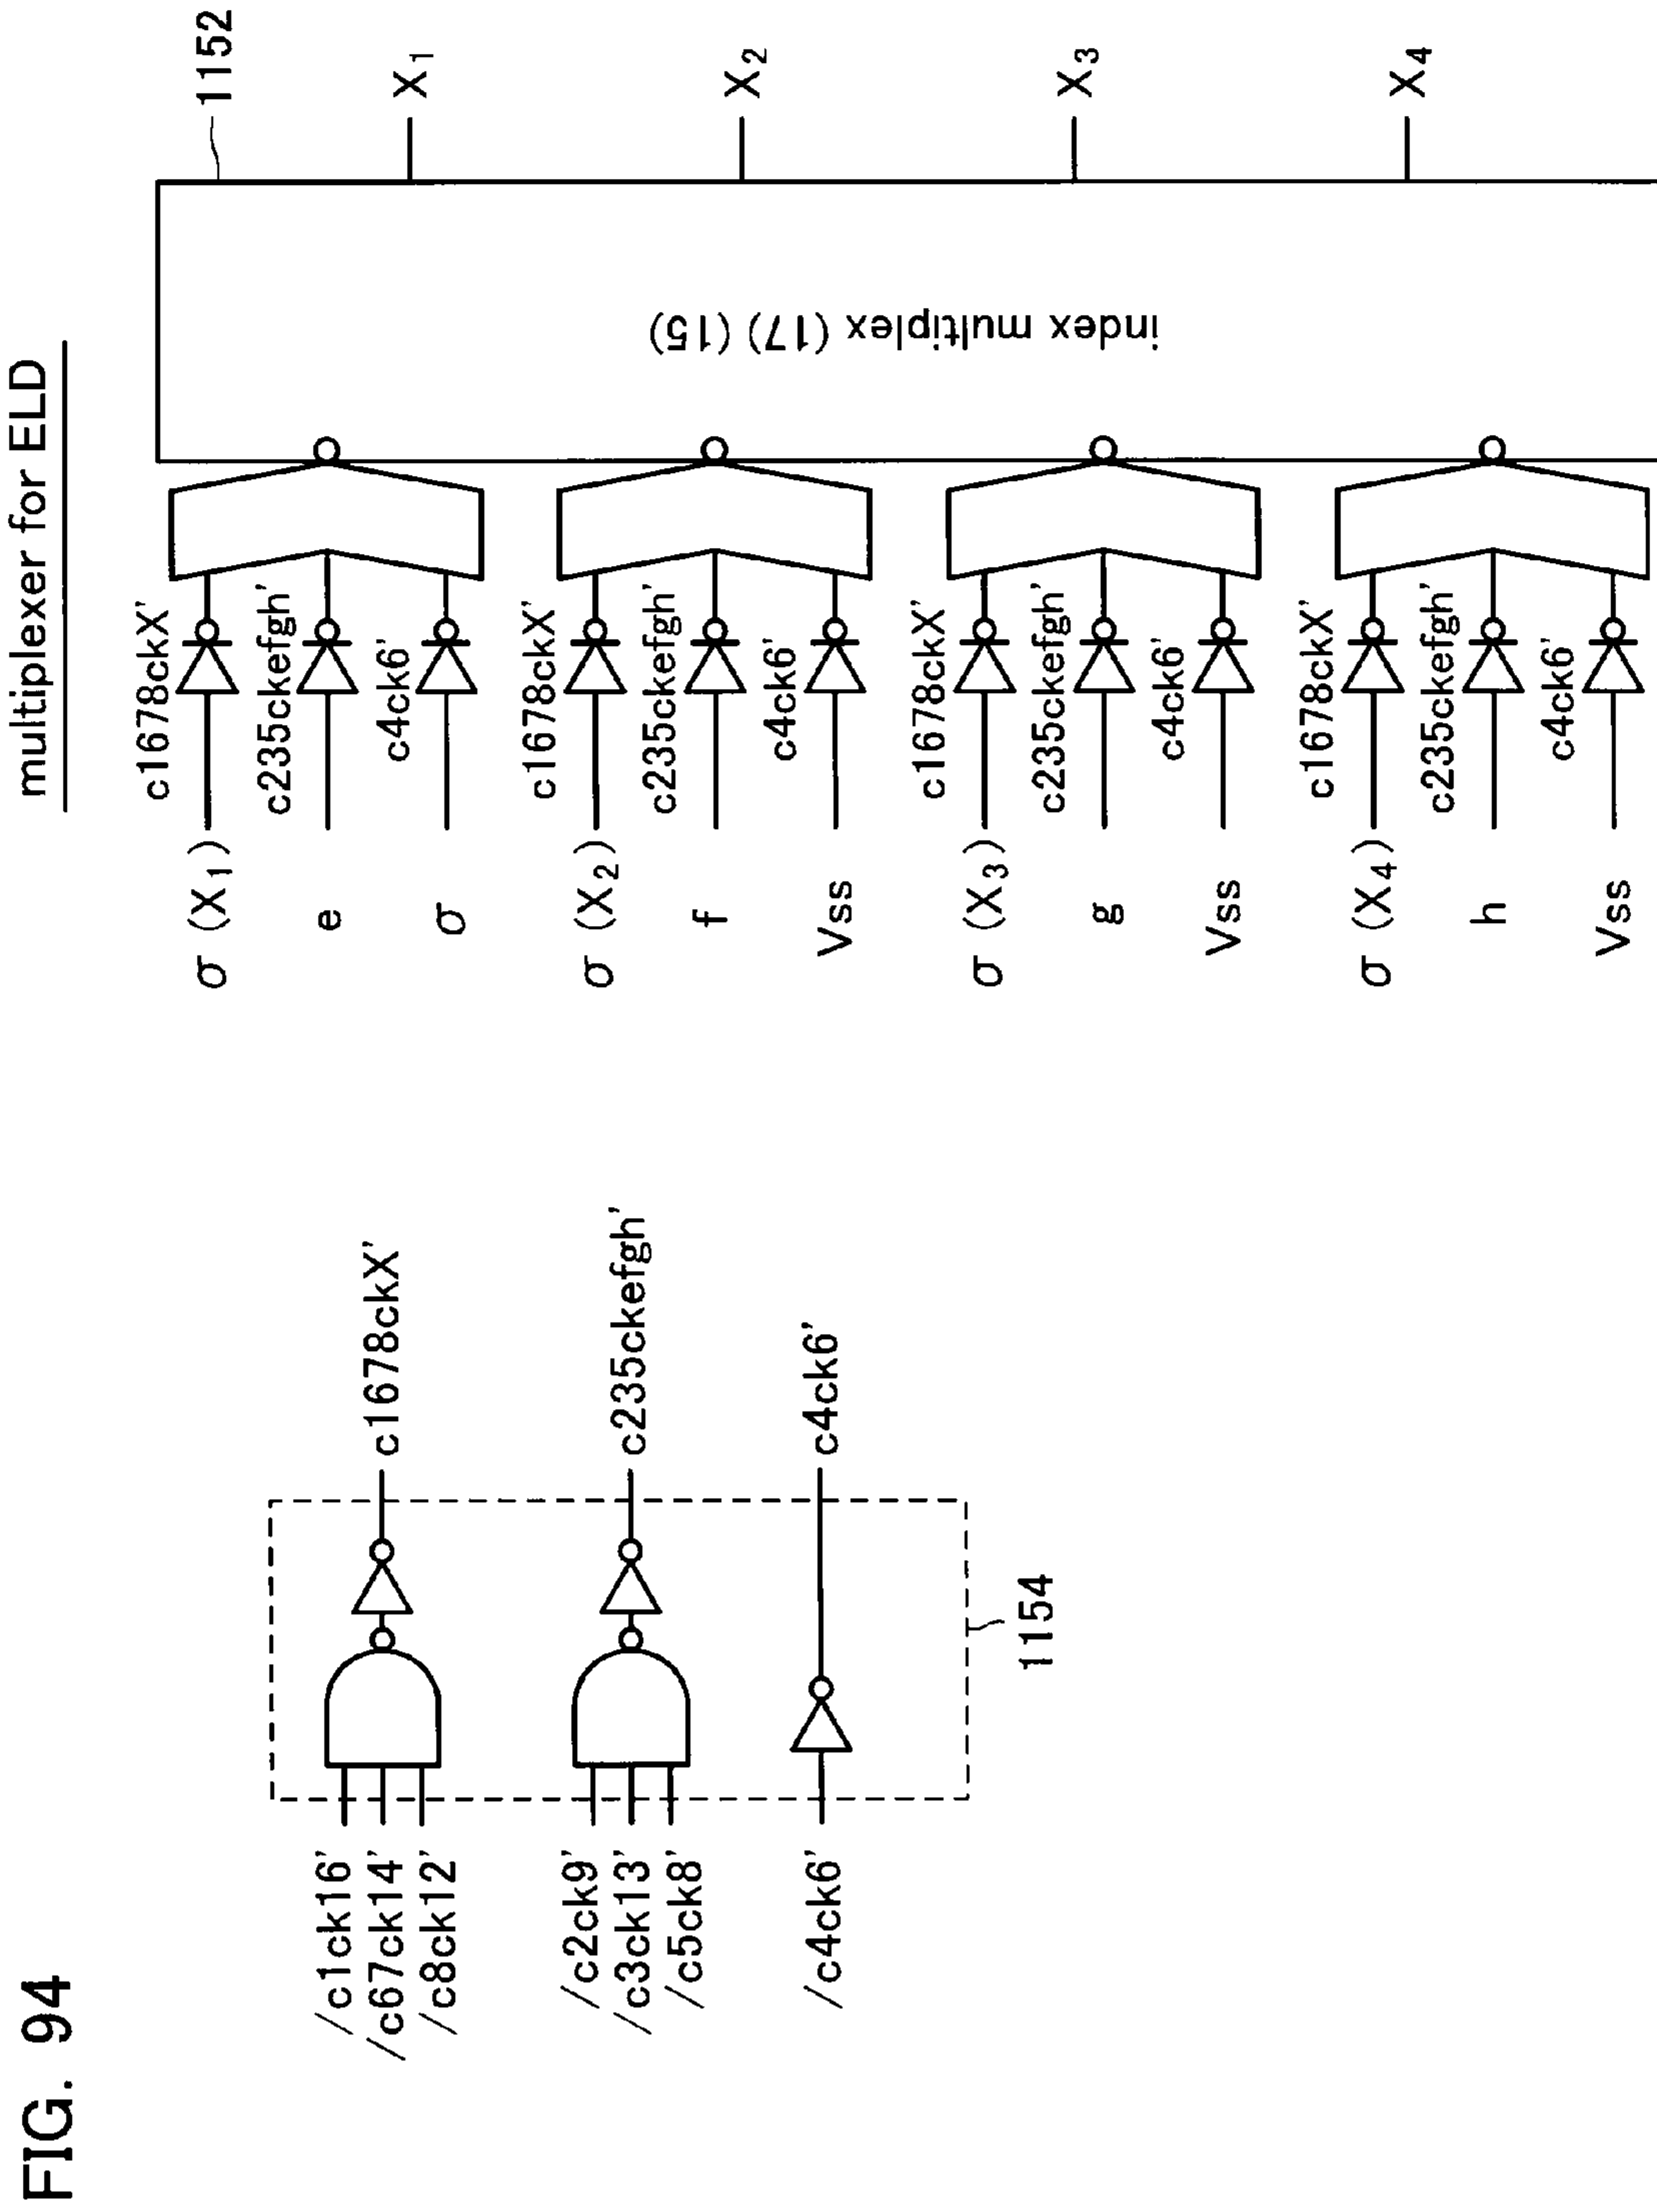 FIG. 94
multiplexer for ELD
/c1ck16'
/c67ck14'
/c8ck12'
c1678ckX'
/c2ck9'
/c3ck13'
/c5ck8'
c235ckefgh'
/c4ck6'
c4ck6'
1154
σ (X1)
c1678ckX'
e
c235ckefgh'
σ
c4ck6'
σ (X2)
c1678ckX'
f
c235ckefgh'
Vss
c4ck6'
σ (X3)
c1678ckX'
g
c235ckefgh'
Vss
c4ck6'
σ (X4)
c1678ckX'
h
c235ckefgh'
Vss
c4ck6'
index multiplex (17) (15)
1152
X1
X2
X3
X4